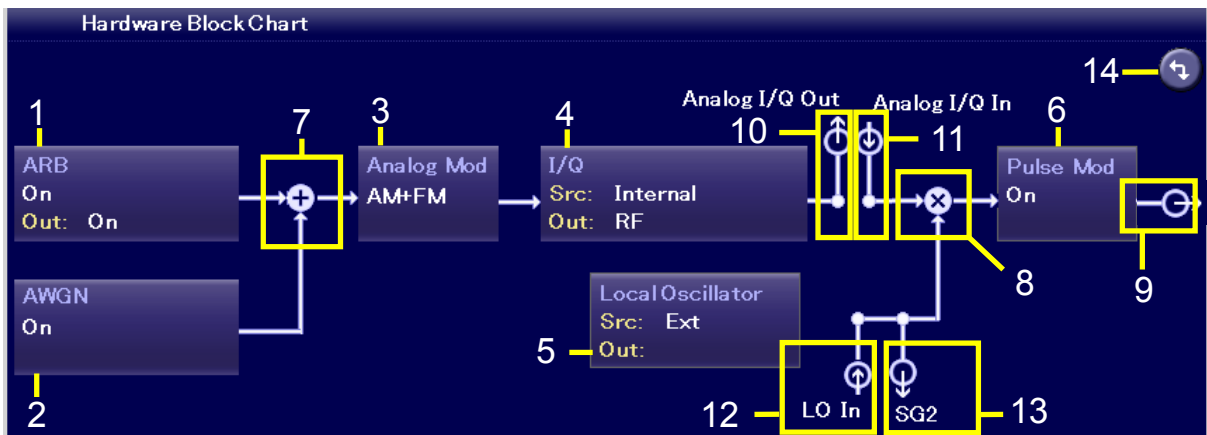 Hardware Block Chart
14
Analog I/Q Out
Analog I/Q In
1
7
3
4
10
11
6
ARB
On
Out: On
Analog Mod
AM+FM
I/Q
Src: Internal
Out: RF
Pulse Mod
On
8
9
AWGN
On
Local Oscillator
Src: Ext
Out:
5
2
12
LO In
SG2
13